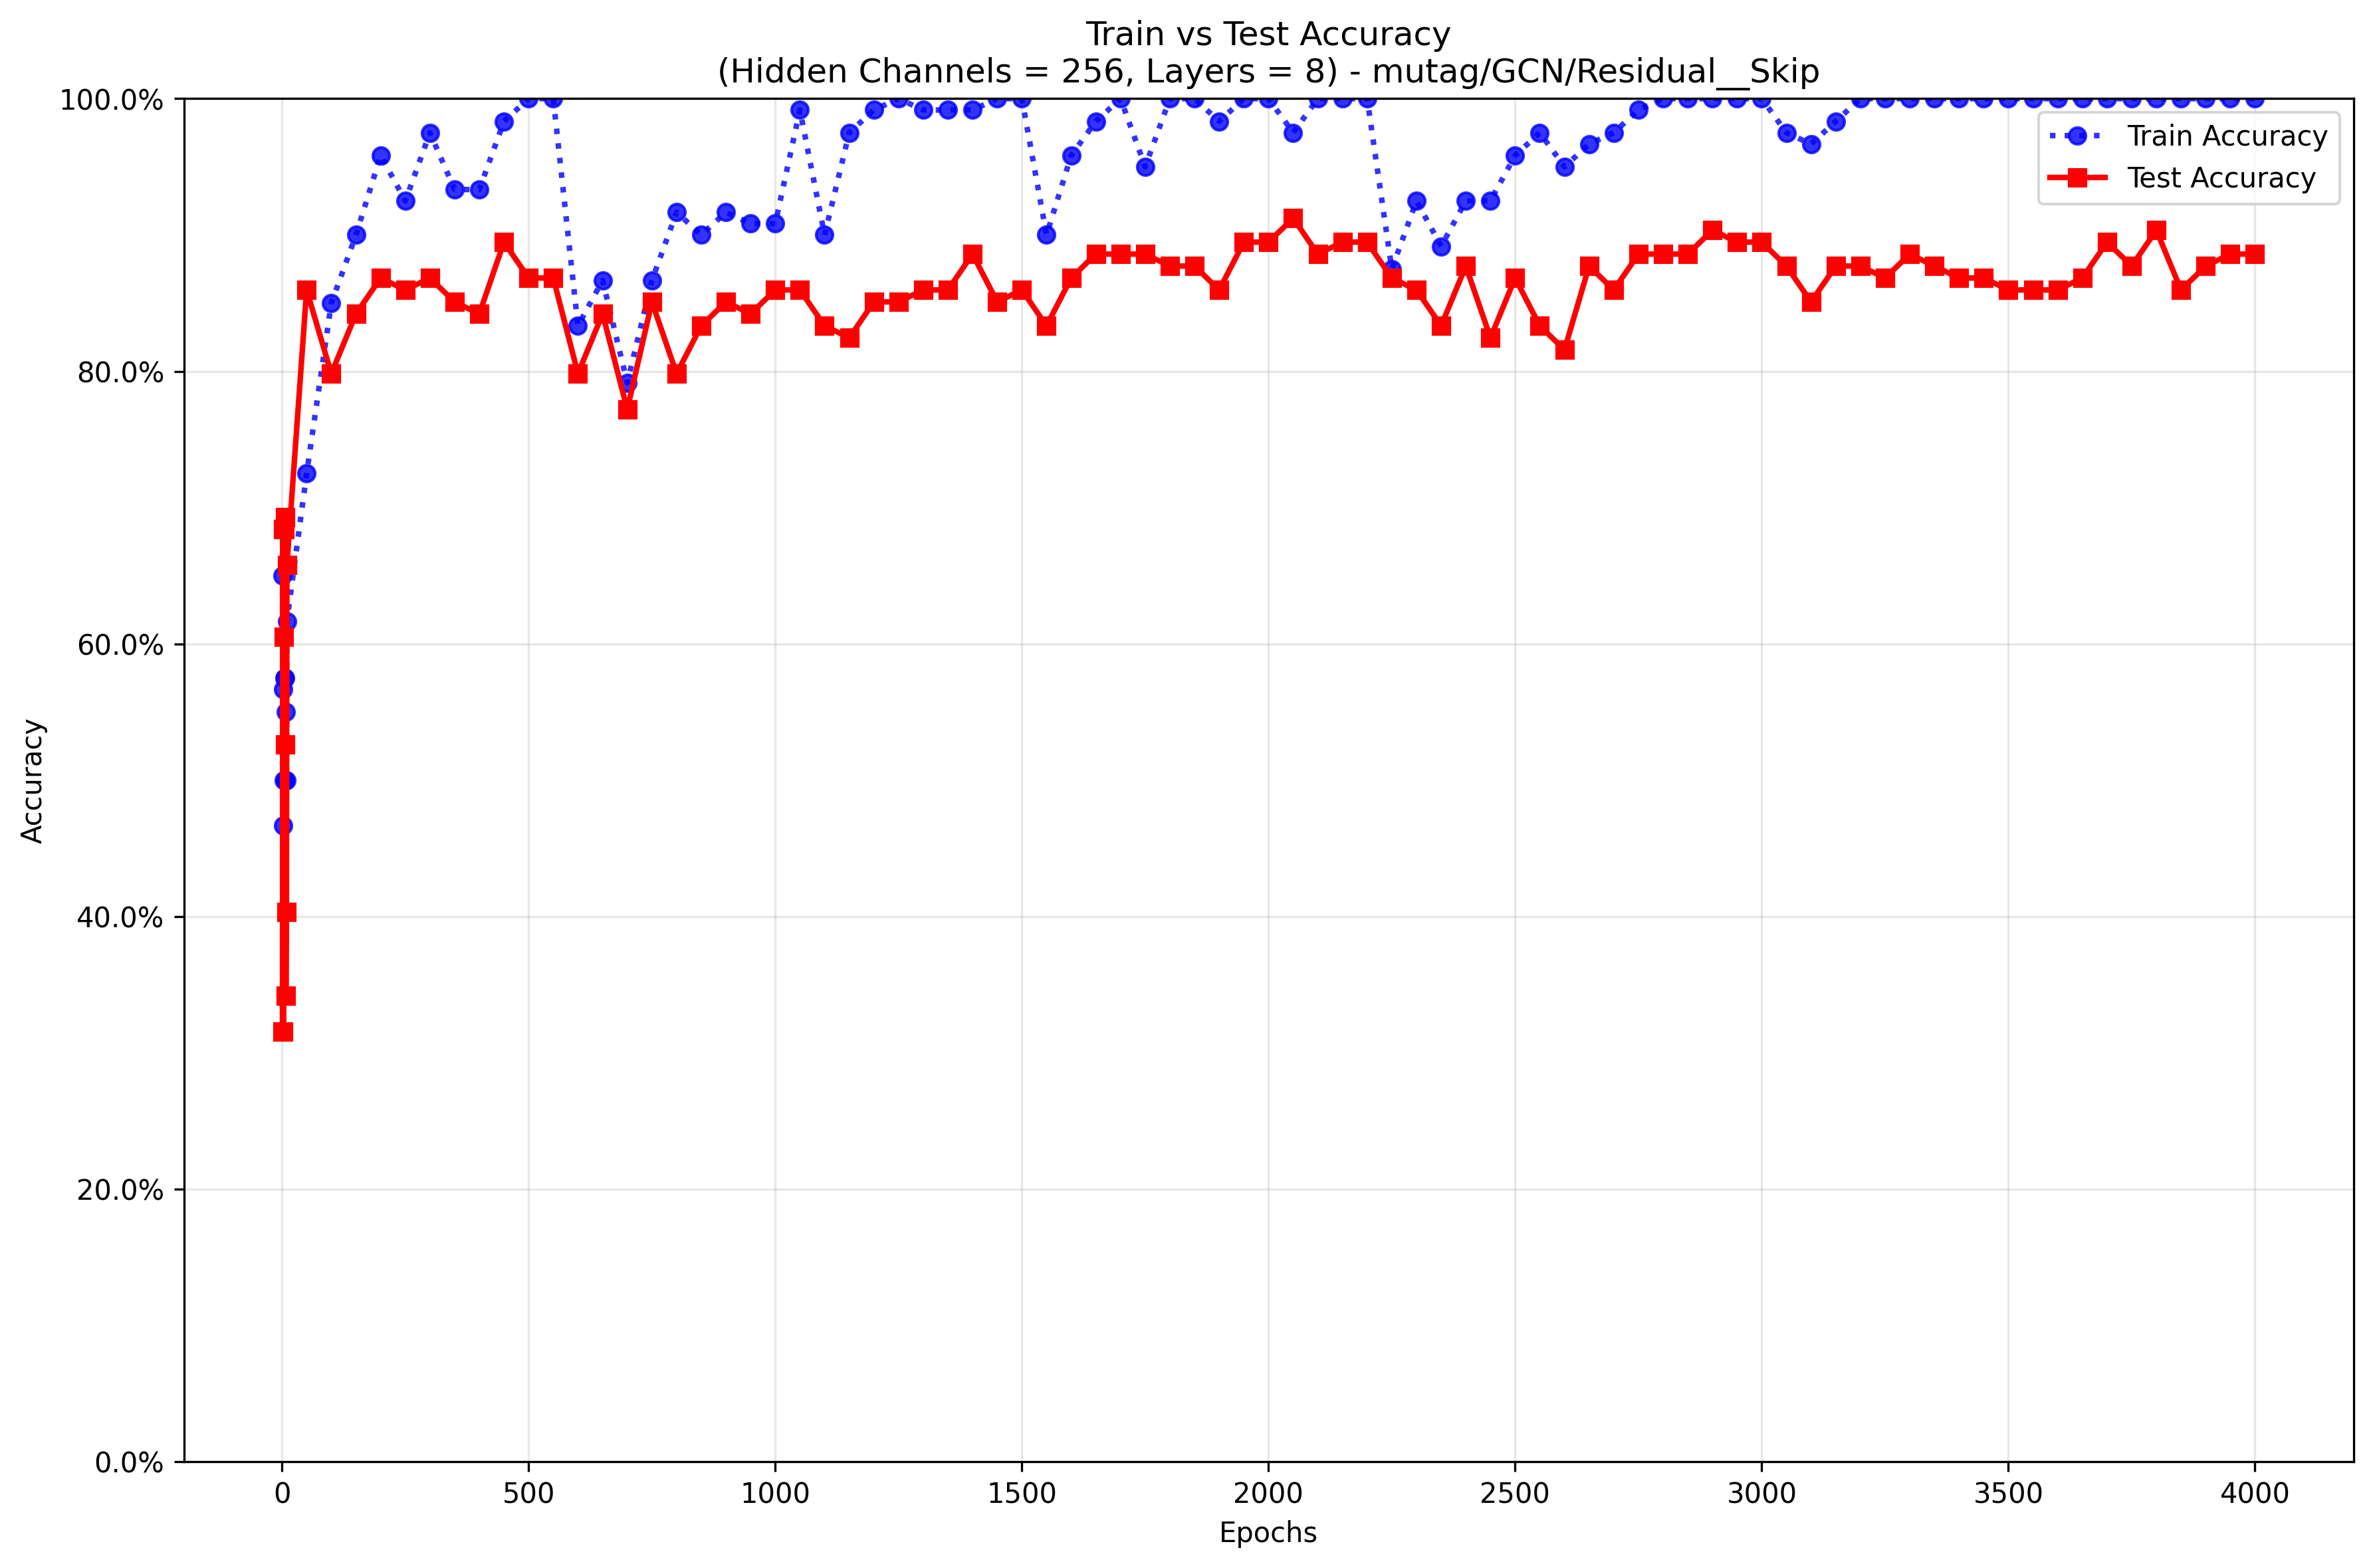 Train vs Test Accuracy
(Hidden Channels = 256, Layers = 8) - mutag/GCN/Residual__Skip
100.0%
80.0%
60.0%
40.0%
20.0%
0.0%
Accuracy
Train Accuracy
Test Accuracy
0 500 1000 1500 2000 2500 3000 3500 4000
Epochs